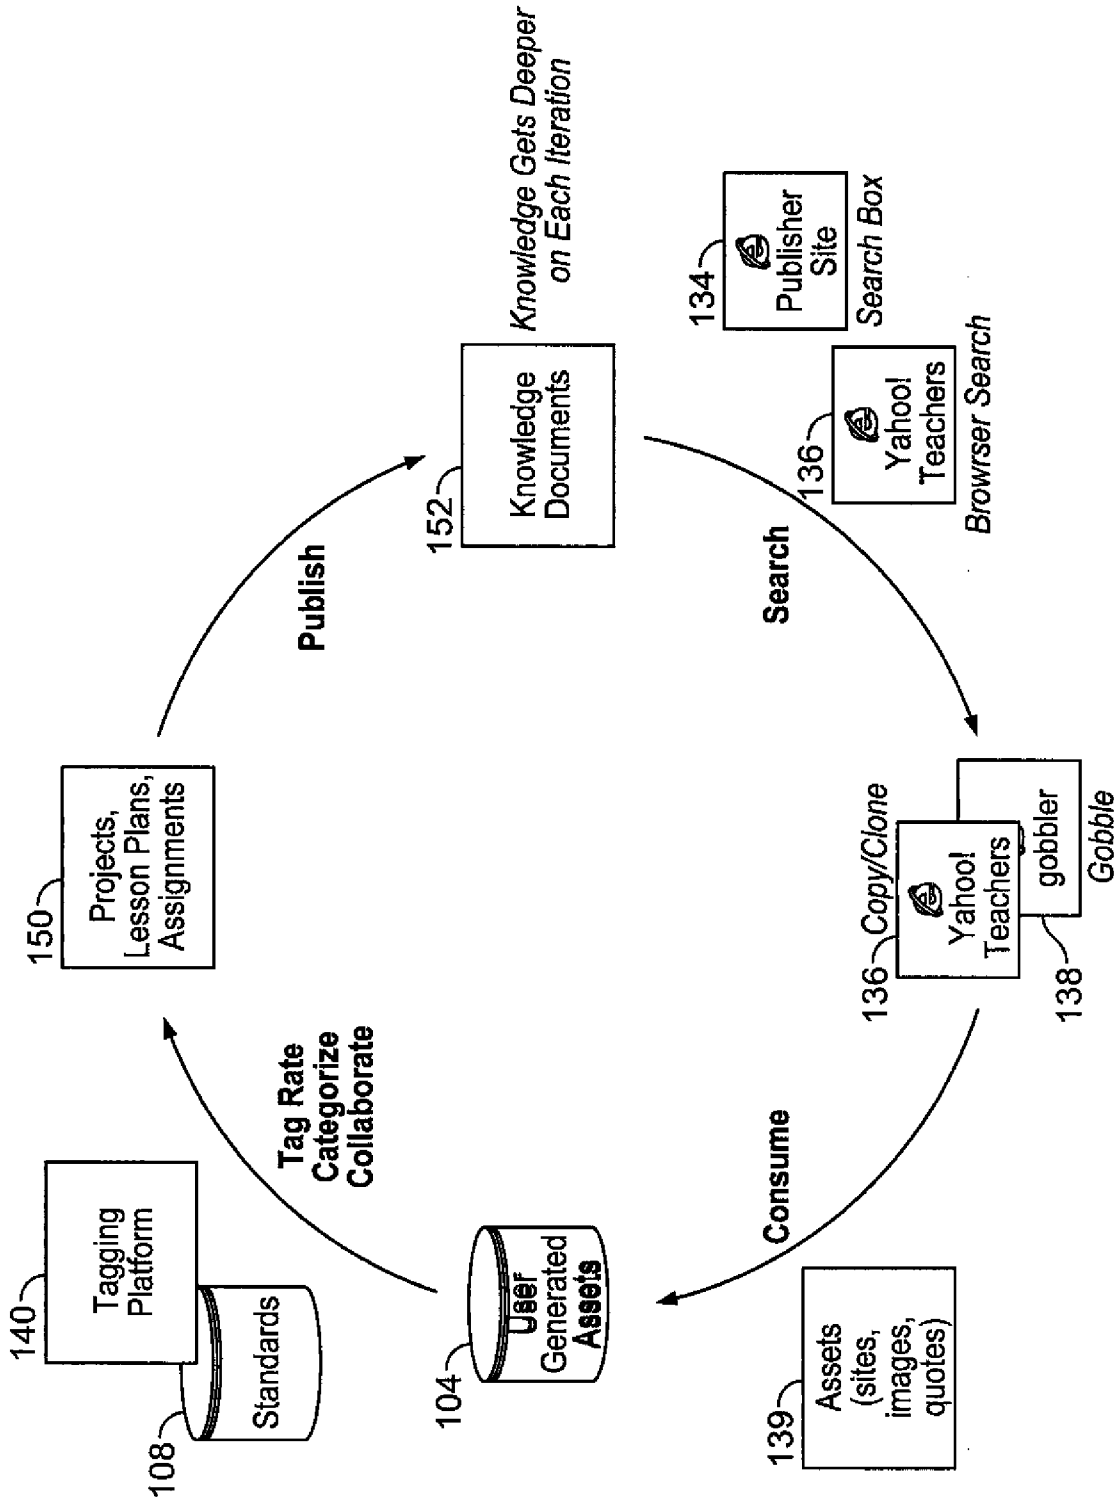 140
Tagging
Platform
108
Standards
150
Projects,
Lesson Plans,
Assignments
Tag Rate
Categorize
Collaborate
Publish
104
User
Generated
Assets
152
Knowledge
Documents
Knowledge Gets Deeper
on Each Iteration
139
Assets
(sites,
images,
quotes)
Consume
Search
134
Publisher
Site
Search Box
136
Yahoo!
Teachers
Browser Search
136
Copy/Clone
Yahoo!
Teachers
138
gobbler
Gobble